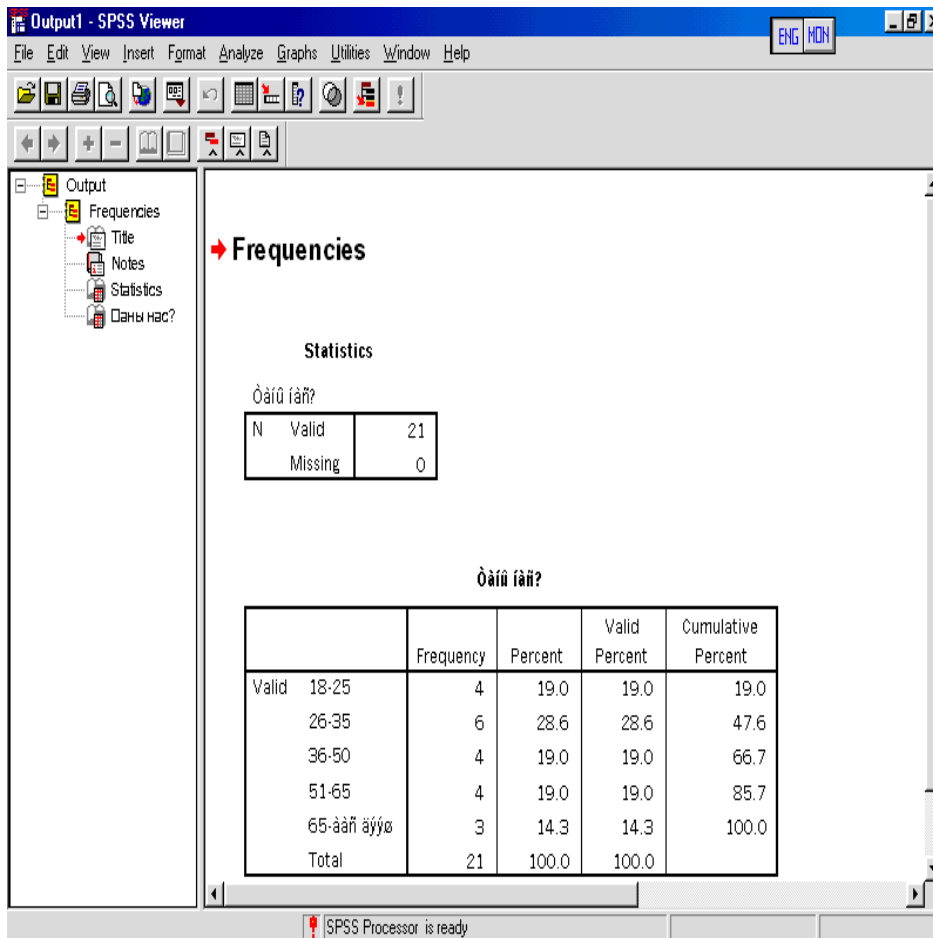 Output1 - SPSS Viewer
ENG MON
File Edit View Insert Format Analyze Graphs Utilities Window Help
Output
Frequencies
Title
Notes
Statistics
Паны нас?
Frequencies
Statistics
Òàíû íàñ?
N Valid 21
Missing 0
Òàíû íàñ?
Frequency Percent Valid Percent Cumulative Percent
Valid 18-25 4 19.0 19.0 19.0
26-35 6 28.6 28.6 47.6
36-50 4 19.0 19.0 66.7
51-65 4 19.0 19.0 85.7
65-ààñ äýýø 3 14.3 14.3 100.0
Total 21 100.0 100.0
SPSS Processor is ready